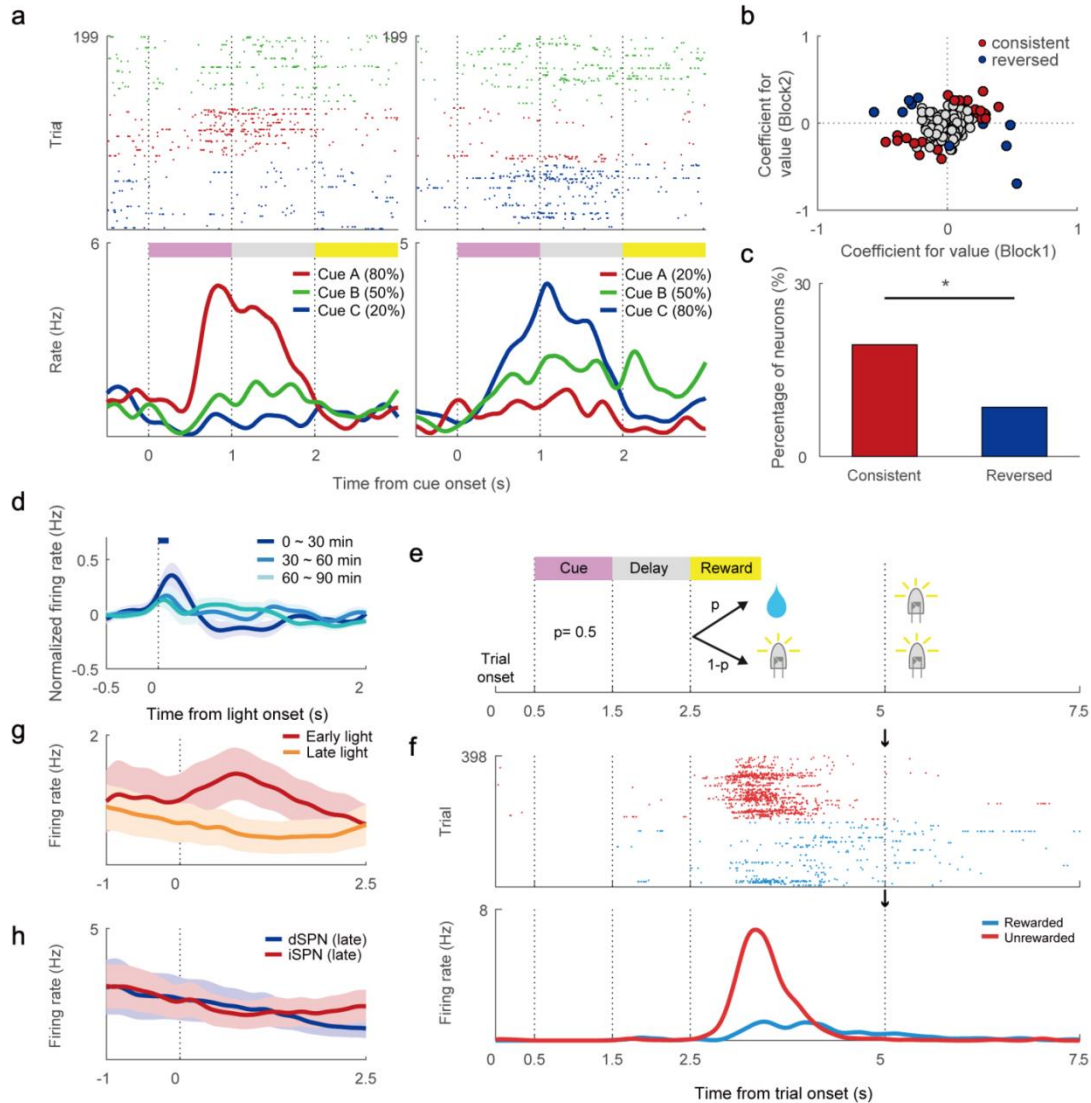 a
199
Trial
199
6
Rate (Hz)
Cue A (80%)
Cue B (50%)
Cue C (20%)
5
Cue A (20%)
Cue B (50%)
Cue C (80%)
0 1 2
0 1 2
Time from cue onset (s)
b
1
0
-1
Coefficient for
value (Block2)
consistent
reversed
0 1
Coefficient for value (Block1)
c
30
0
Percentage of neurons (%)
*
Consistent Reversed
d
0.5
0
-0.5
Normalized firing rate (Hz)
0 ~ 30 min
30 ~ 60 min
60 ~ 90 min
-0.5 0 2
Time from light onset (s)
e
Cue Delay Reward
p= 0.5
p
1-p
Trial
onset
0 0.5 1.5 2.5 5 7.5
f
398
Trial
8
Firing rate (Hz)
Rewarded
Unrewarded
0 0.5 1.5 2.5 5 7.5
Time from trial onset (s)
g
2
Firing rate (Hz)
Early light
Late light
-1 0 2.5
h
5
Firing rate (Hz)
dSPN (late)
iSPN (late)
-1 0 2.5